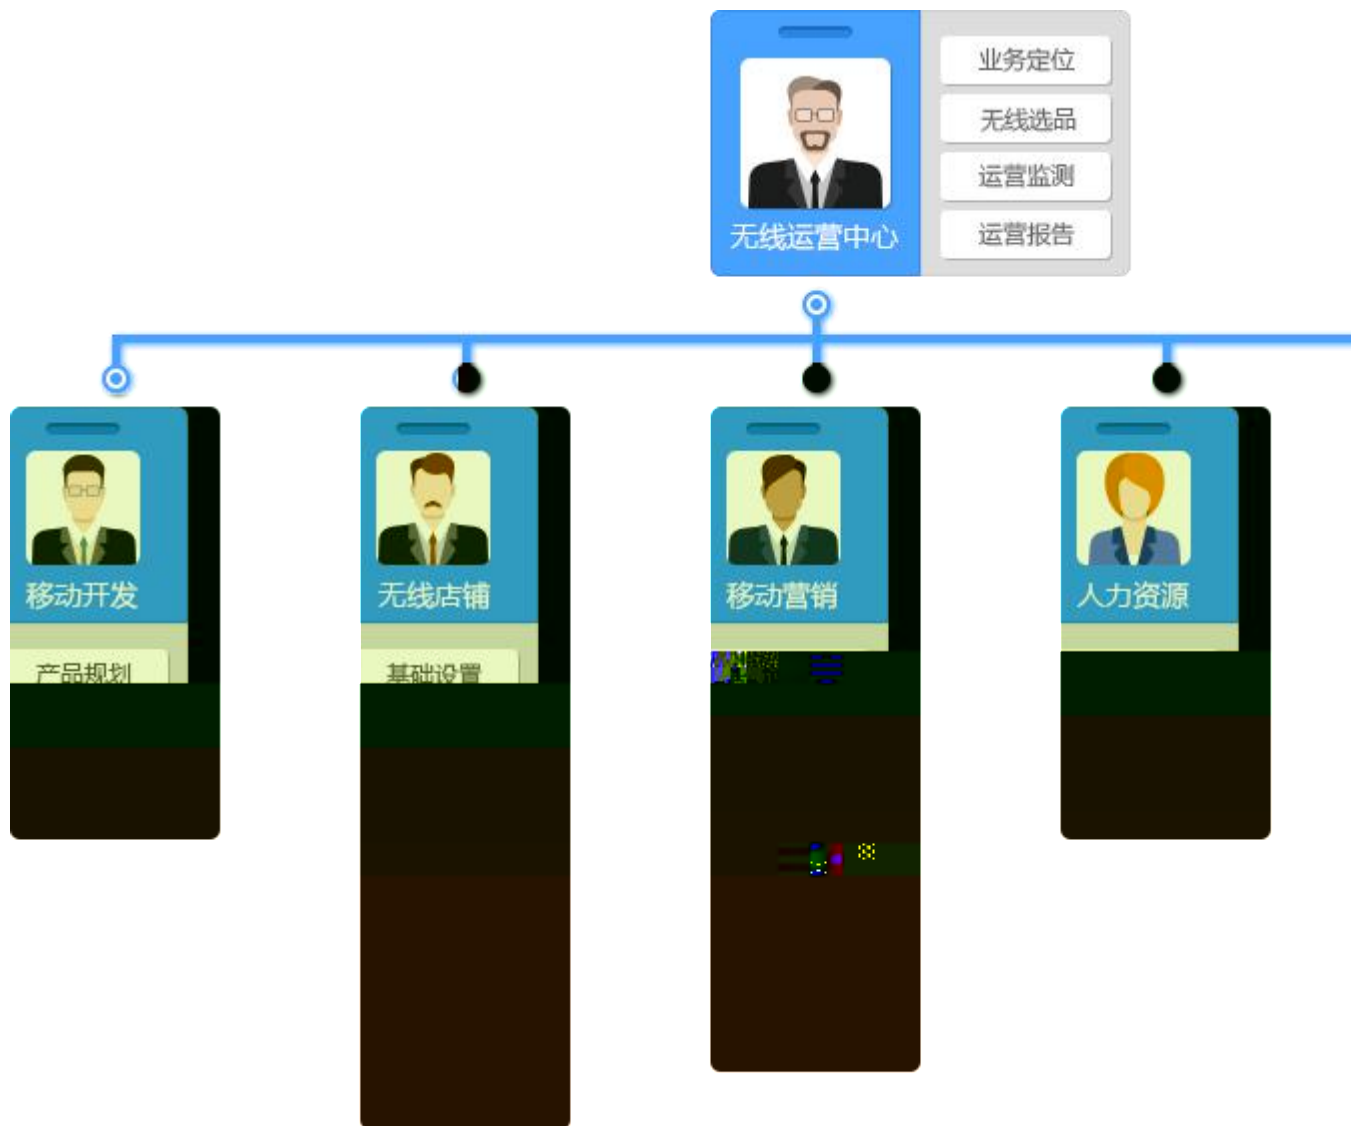 业务定位
无线选品
运营监测
运营报告
无线运营中心
移动开发
无线店铺
移动营销
人力资源
产品规划
基础设置